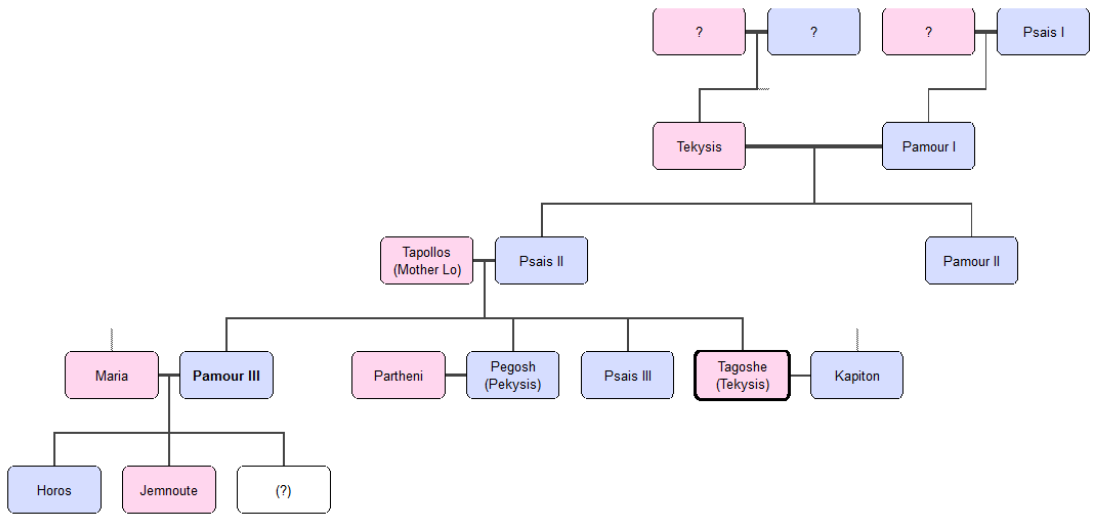 ?
?
?
Psais I
Tekysis
Pamour I
Tapollos
(Mother Lo)
Psais II
Pamour II
Maria
Pamour III
Partheni
Pegosh
(Pekysis)
Psais III
Tagoshe
(Tekysis)
Kapiton
Horos
Jemnoute
(?)